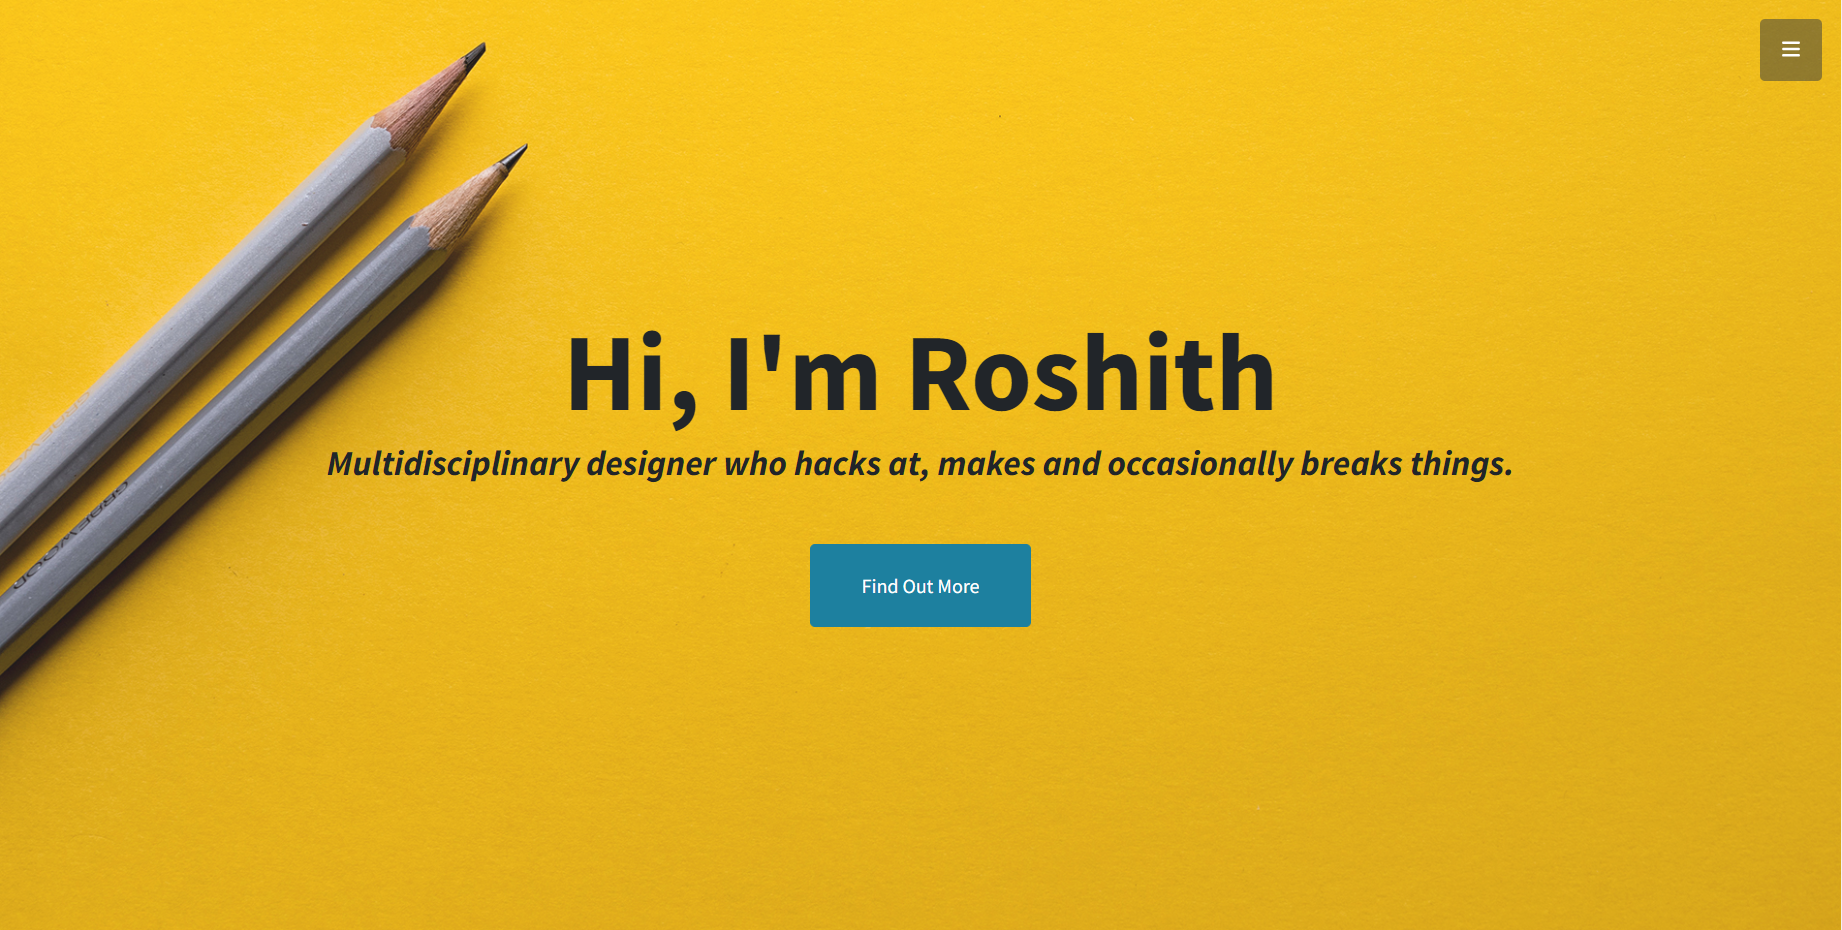 Hi, I'm Roshith
Multidisciplinary designer who hacks at, makes and occasionally breaks things.
Find Out More